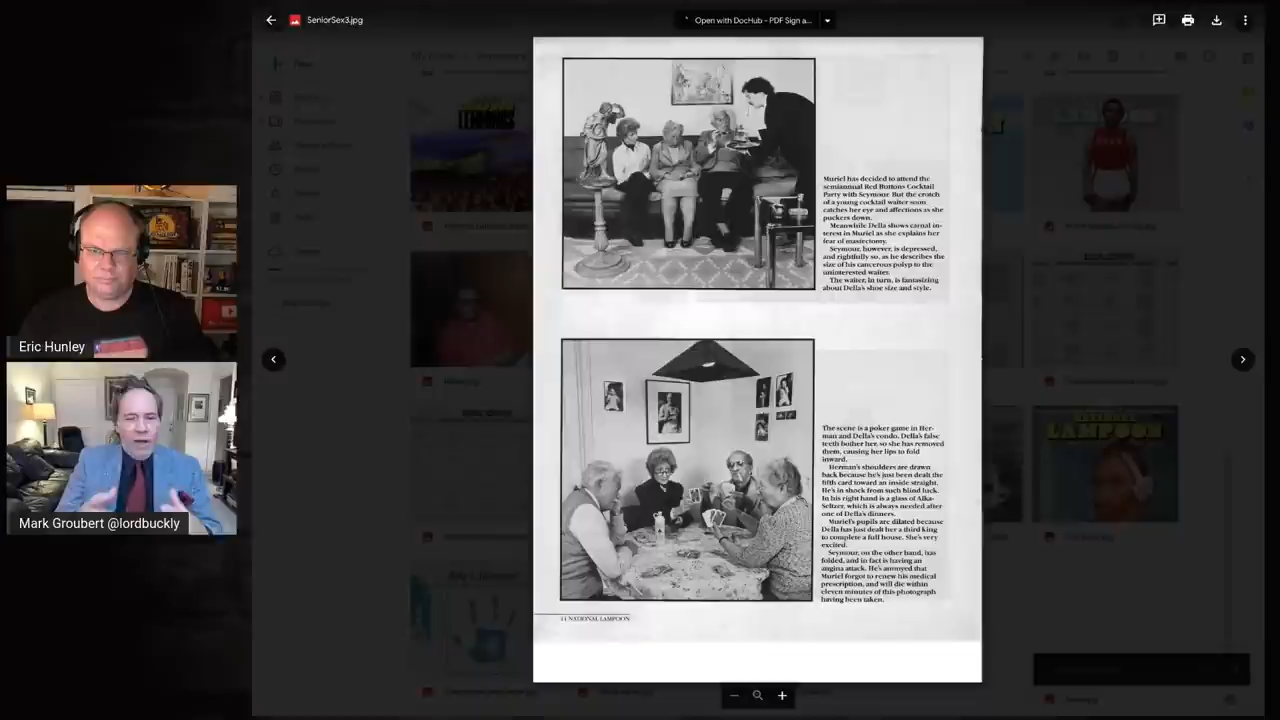 SeniorSex3.jpg
Open with DocHub - PDF Sign a...
Muriel has decided to attend the
semiannual Red Buttons Cocktail
Party with Seymour. But the crotch
of a young cocktail waiter soon
catches her eye and affections as she
puckers down.
Meanwhile Della shows carnal in-
terest in Muriel as she explains her
fear of mastectomy.
Seymour, however, is depressed,
and rightfully so, as he describes the
size of his cancerous polyp to the
uninterested waiter.
The waiter, in turn, is fantasizing
about Della's shoe size and style.
The scene is a poker game in Her-
man and Della's condo. Della's false
teeth bother her, so she has removed
them, causing her lips to fold
inward.
Herman's shoulders are drawn
back because he's just been dealt the
fifth card toward an inside straight.
He's in shock from such blind luck.
In his right hand is a glass of Alka-
Seltzer, which is always needed after
one of Della's dinners.
Muriel's pupils are dilated because
Della has just dealt her a third king
to complete a full house. She's very
excited.
Seymour, on the other hand, has
folded, and in fact is having an
angina attack. He's annoyed that
Muriel forgot to renew his medical
prescription, and will die within
eleven minutes of this photograph
having been taken.
NATIONAL LAMPOON
Eric Hunley
Mark Groubert @lordbuckly
LAMPOON